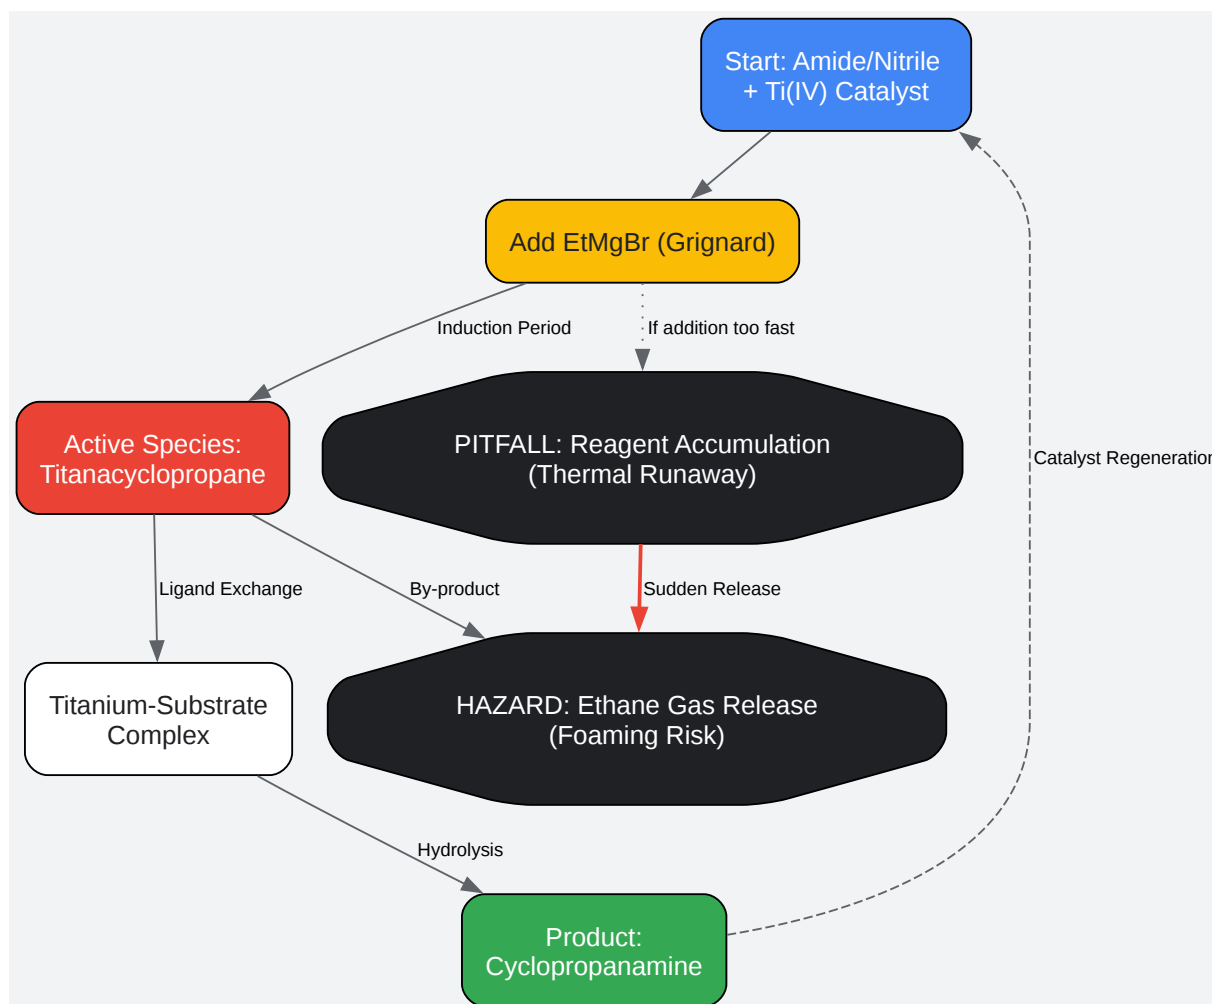 Start: Amide/Nitrile
+ Ti(IV) Catalyst
Add EtMgBr (Grignard)
Induction Period
If addition too fast
Active Species:
Titanacyclopropane
PITFALL: Reagent Accumulation
(Thermal Runaway)
Catalyst Regeneration
Ligand Exchange
By-product
Sudden Release
Titanium-Substrate
Complex
HAZARD: Ethane Gas Release
(Foaming Risk)
Hydrolysis
Product:
Cyclopropanamine